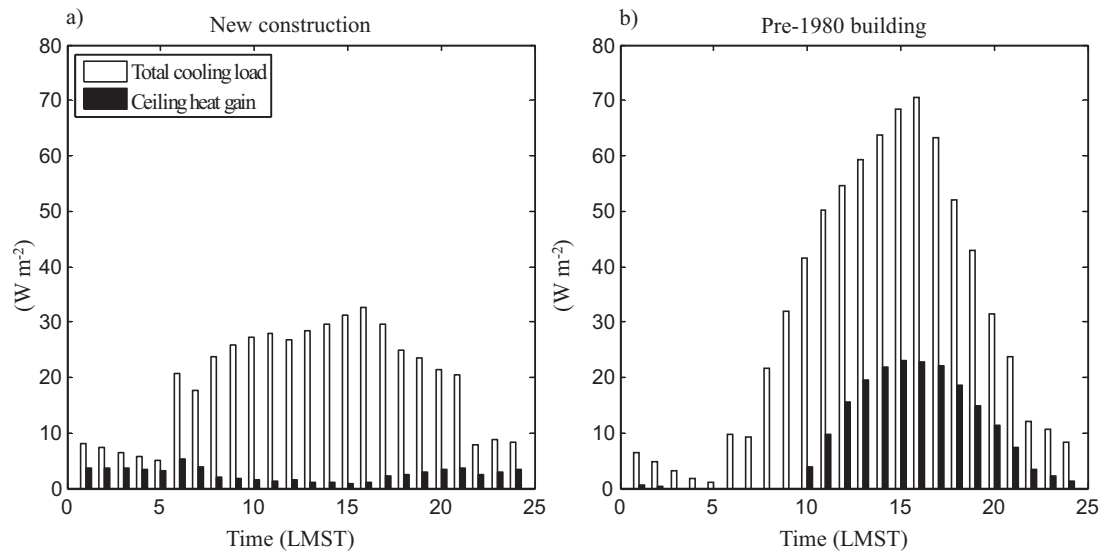 a)
New construction
80
70
60
50
40
30
20
10
0
(W m-2)
Total cooling load
Ceiling heat gain
0 5 10 15 20 25
Time (LMST)
b)
Pre-1980 building
80
70
60
50
40
30
20
10
0
(W m-2)
0 5 10 15 20 25
Time (LMST)